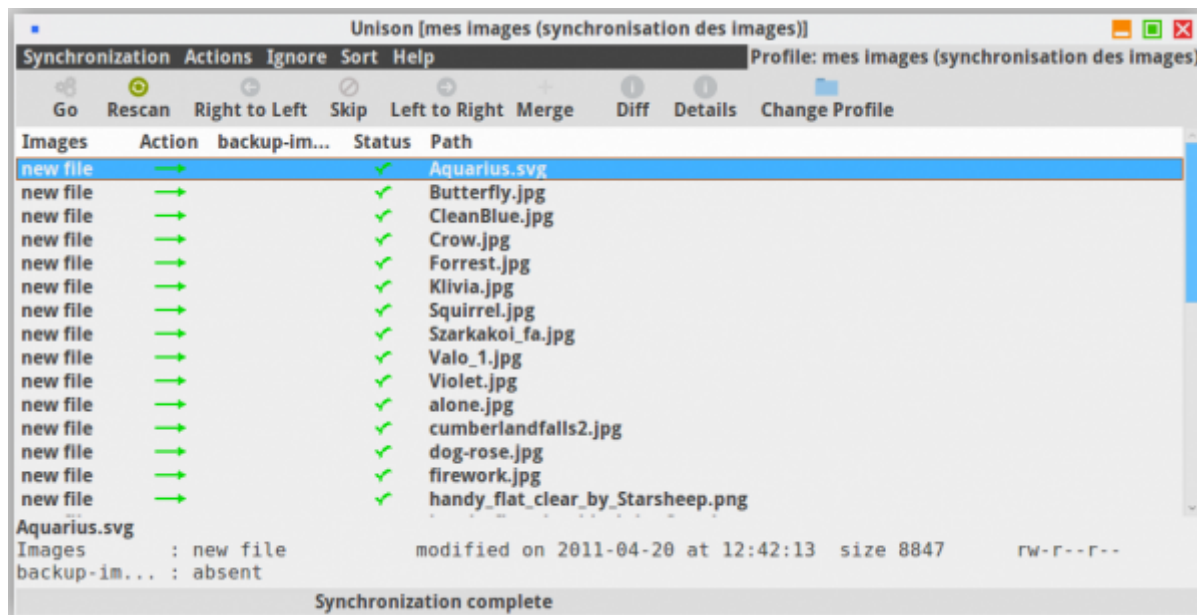 Unison [mes images (synchronisation des images)]
Synchronization Actions Ignore Sort Help Profile: mes images (synchronisation des images)
Go Rescan Right to Left Skip Left to Right Merge Diff Details Change Profile
Images Action backup-im... Status Path
new file Aquarius.svg
new file Butterfly.jpg
new file CleanBlue.jpg
new file Crow.jpg
new file Forrest.jpg
new file Klivia.jpg
new file Squirrel.jpg
new file Szarkakoi_fa.jpg
new file Valo_1.jpg
new file Violet.jpg
new file alone.jpg
new file cumberlandfalls2.jpg
new file dog-rose.jpg
new file firework.jpg
new file handy_flat_clear_by_Starsheep.png
Aquarius.svg
Images : new file modified on 2011-04-20 at 12:42:13 size 8847 rw-r--r--
backup-im... : absent
Synchronization complete